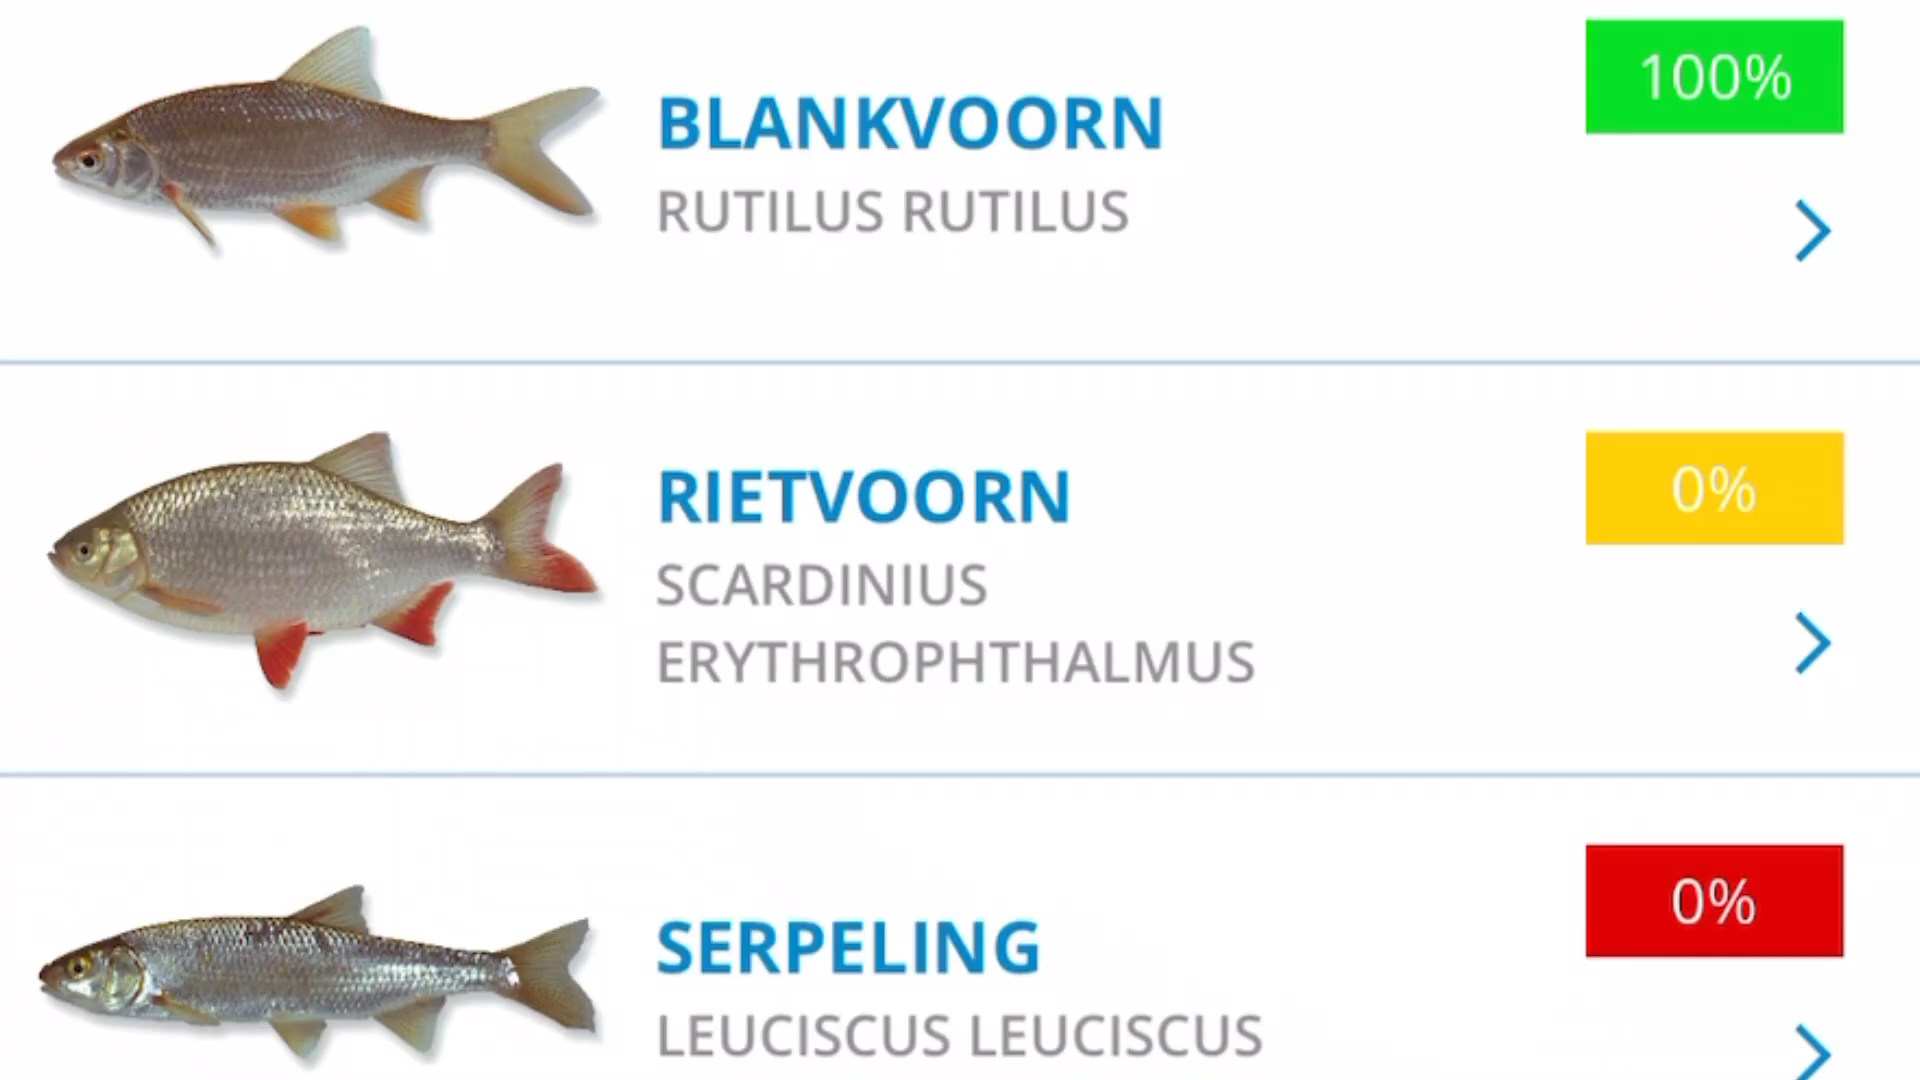 100%
BLANKVOORN
RUTILUS RUTILUS
0%
RIETVOORN
SCARDINIUS
ERYTHROPHTHALMUS
0%
SERPELING
LEUCISCUS LEUCISCUS